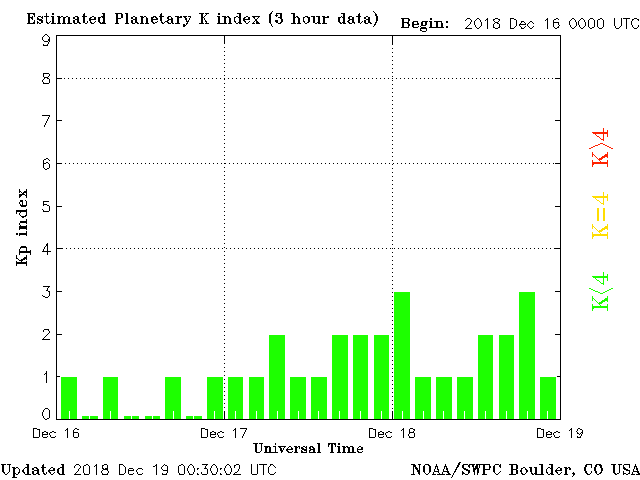 Estimated Planetary K index (3 hour data) Begin: 2018 Dec 16 0000 UTC
9
8
7
6
5
4
3
2
1
0
Kp index
K>4
K=4
K<4
Dec 16 Dec 17 Dec 18 Dec 19
Universal Time
Updated 2018 Dec 19 00:30:02 UTC NOAA/SWPC Boulder, CO USA